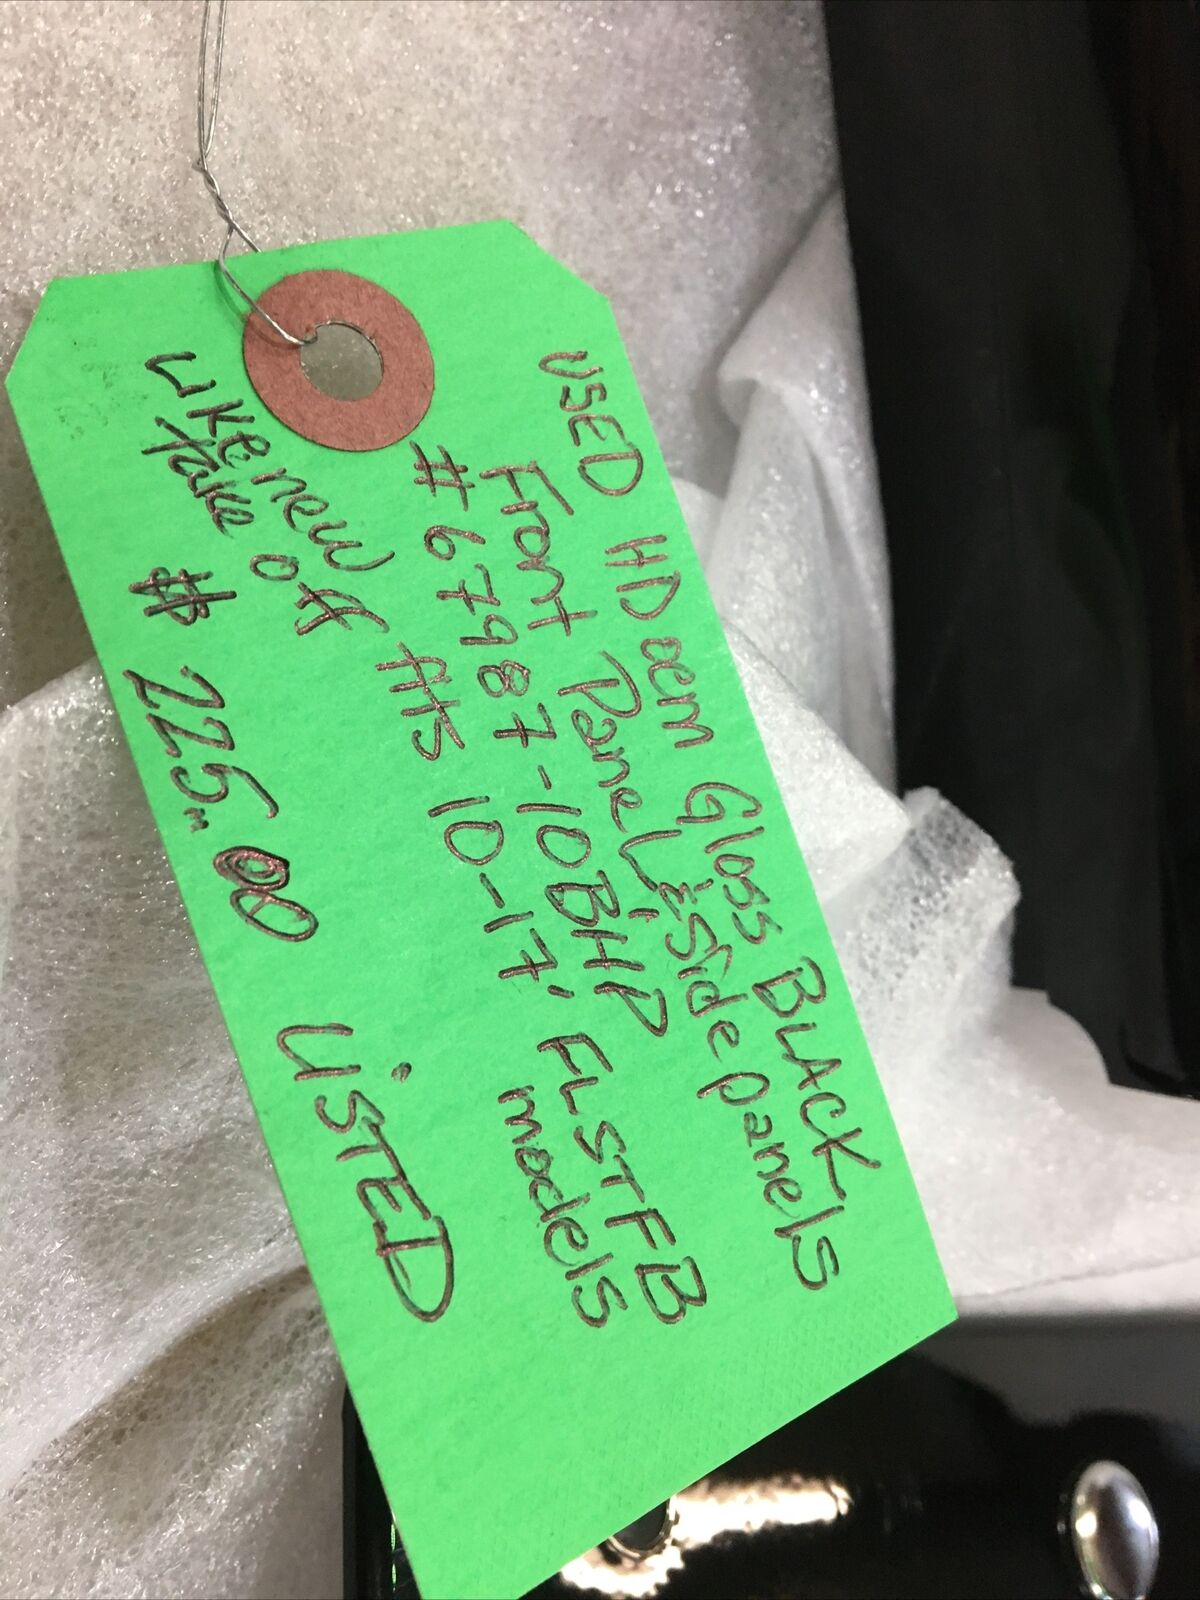 USED HD oem Gloss BLACK
Front Panel & Side panels
# 67987-10BHP
fits 10-17' FLSTFB
models
Like new
take off
$ 225.00 LiSTED